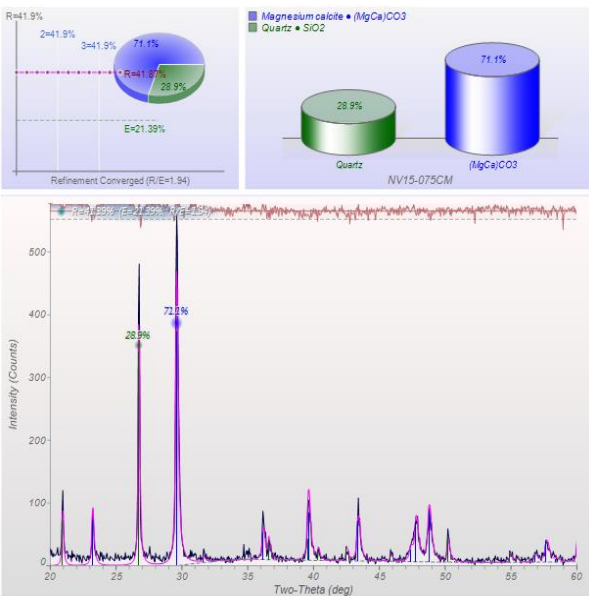 R=41.9%
2=41.9%
3=41.9%
71.1%
R=41.87%
28.9%
E=21.39%
Refinement Converged (R/E=1.94)
Magnesium calcite ● (MgCa)CO3
Quartz ● SiO2
71.1%
28.9%
Quartz
(MgCa)CO3
NV15-075CM
500
400
300
200
100
0
28.9%
71.1%
20
25
30
35
40
45
50
55
60
Intensity (Counts)
Two-Theta (deg)